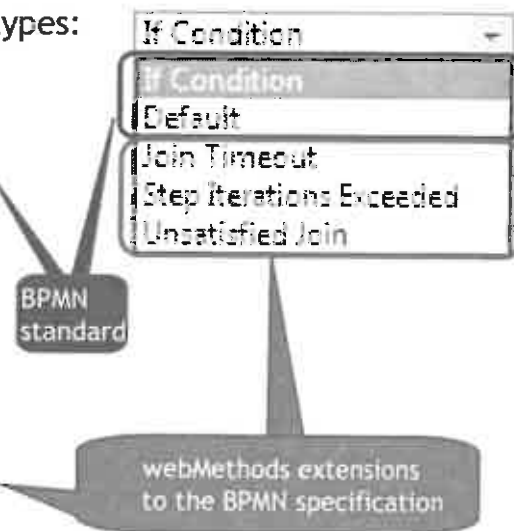 types:
If Condition
If Condition
Default
Join Timeout
Step Iterations Exceeded
Unsatisfied Join
BPMN
standard
webMethods extensions
to the BPMN specification